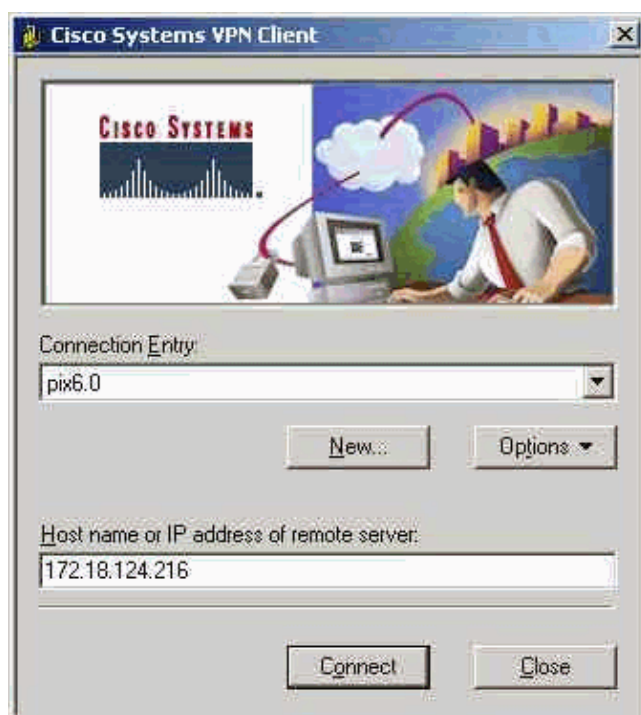 Cisco Systems VPN Client
CISCO SYSTEMS
Connection Entry:
pix6.0
New...
Options
Host name or IP address of remote server:
172.18.124.216
Connect
Close